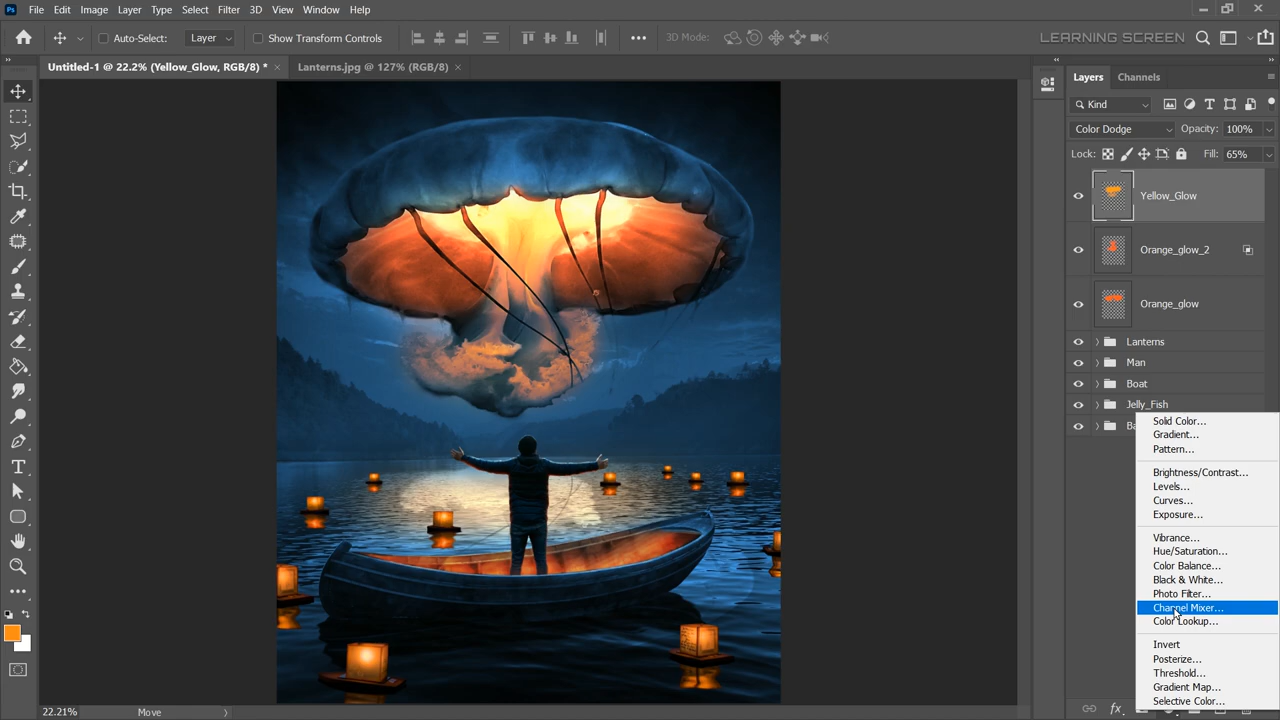 Ps File Edit Image Layer Type Select Filter 3D View Window Help
Auto-Select: Layer Show Transform Controls 3D Mode: LEARNING SCREEN
Untitled-1 @ 22.2% (Yellow_Glow, RGB/8) * × Lanterns.jpg @ 127% (RGB/8) ×
Layers Channels
Kind
Color Dodge Opacity: 100%
Lock: Fill: 65%
Yellow_Glow
Orange_glow_2
Orange_glow
Lanterns
Man
Boat
Jelly_Fish
Solid Color...
Gradient...
Pattern...
Brightness/Contrast...
Levels...
Curves...
Exposure...
Vibrance...
Hue/Saturation...
Color Balance...
Black & White...
Photo Filter...
Channel Mixer...
Color Lookup...
Invert
Posterize...
Threshold...
Gradient Map...
Selective Color...
22.21% Move
fx